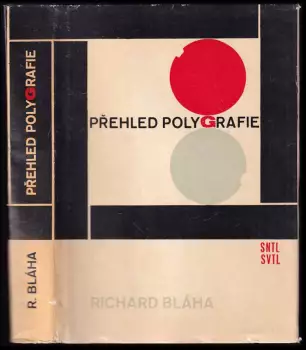 PŘEHLED POLYGRAFIE
R. BLÁHA
PŘEHLED POLYGRAFIE
SNTL
SVTL
RICHARD BLÁHA